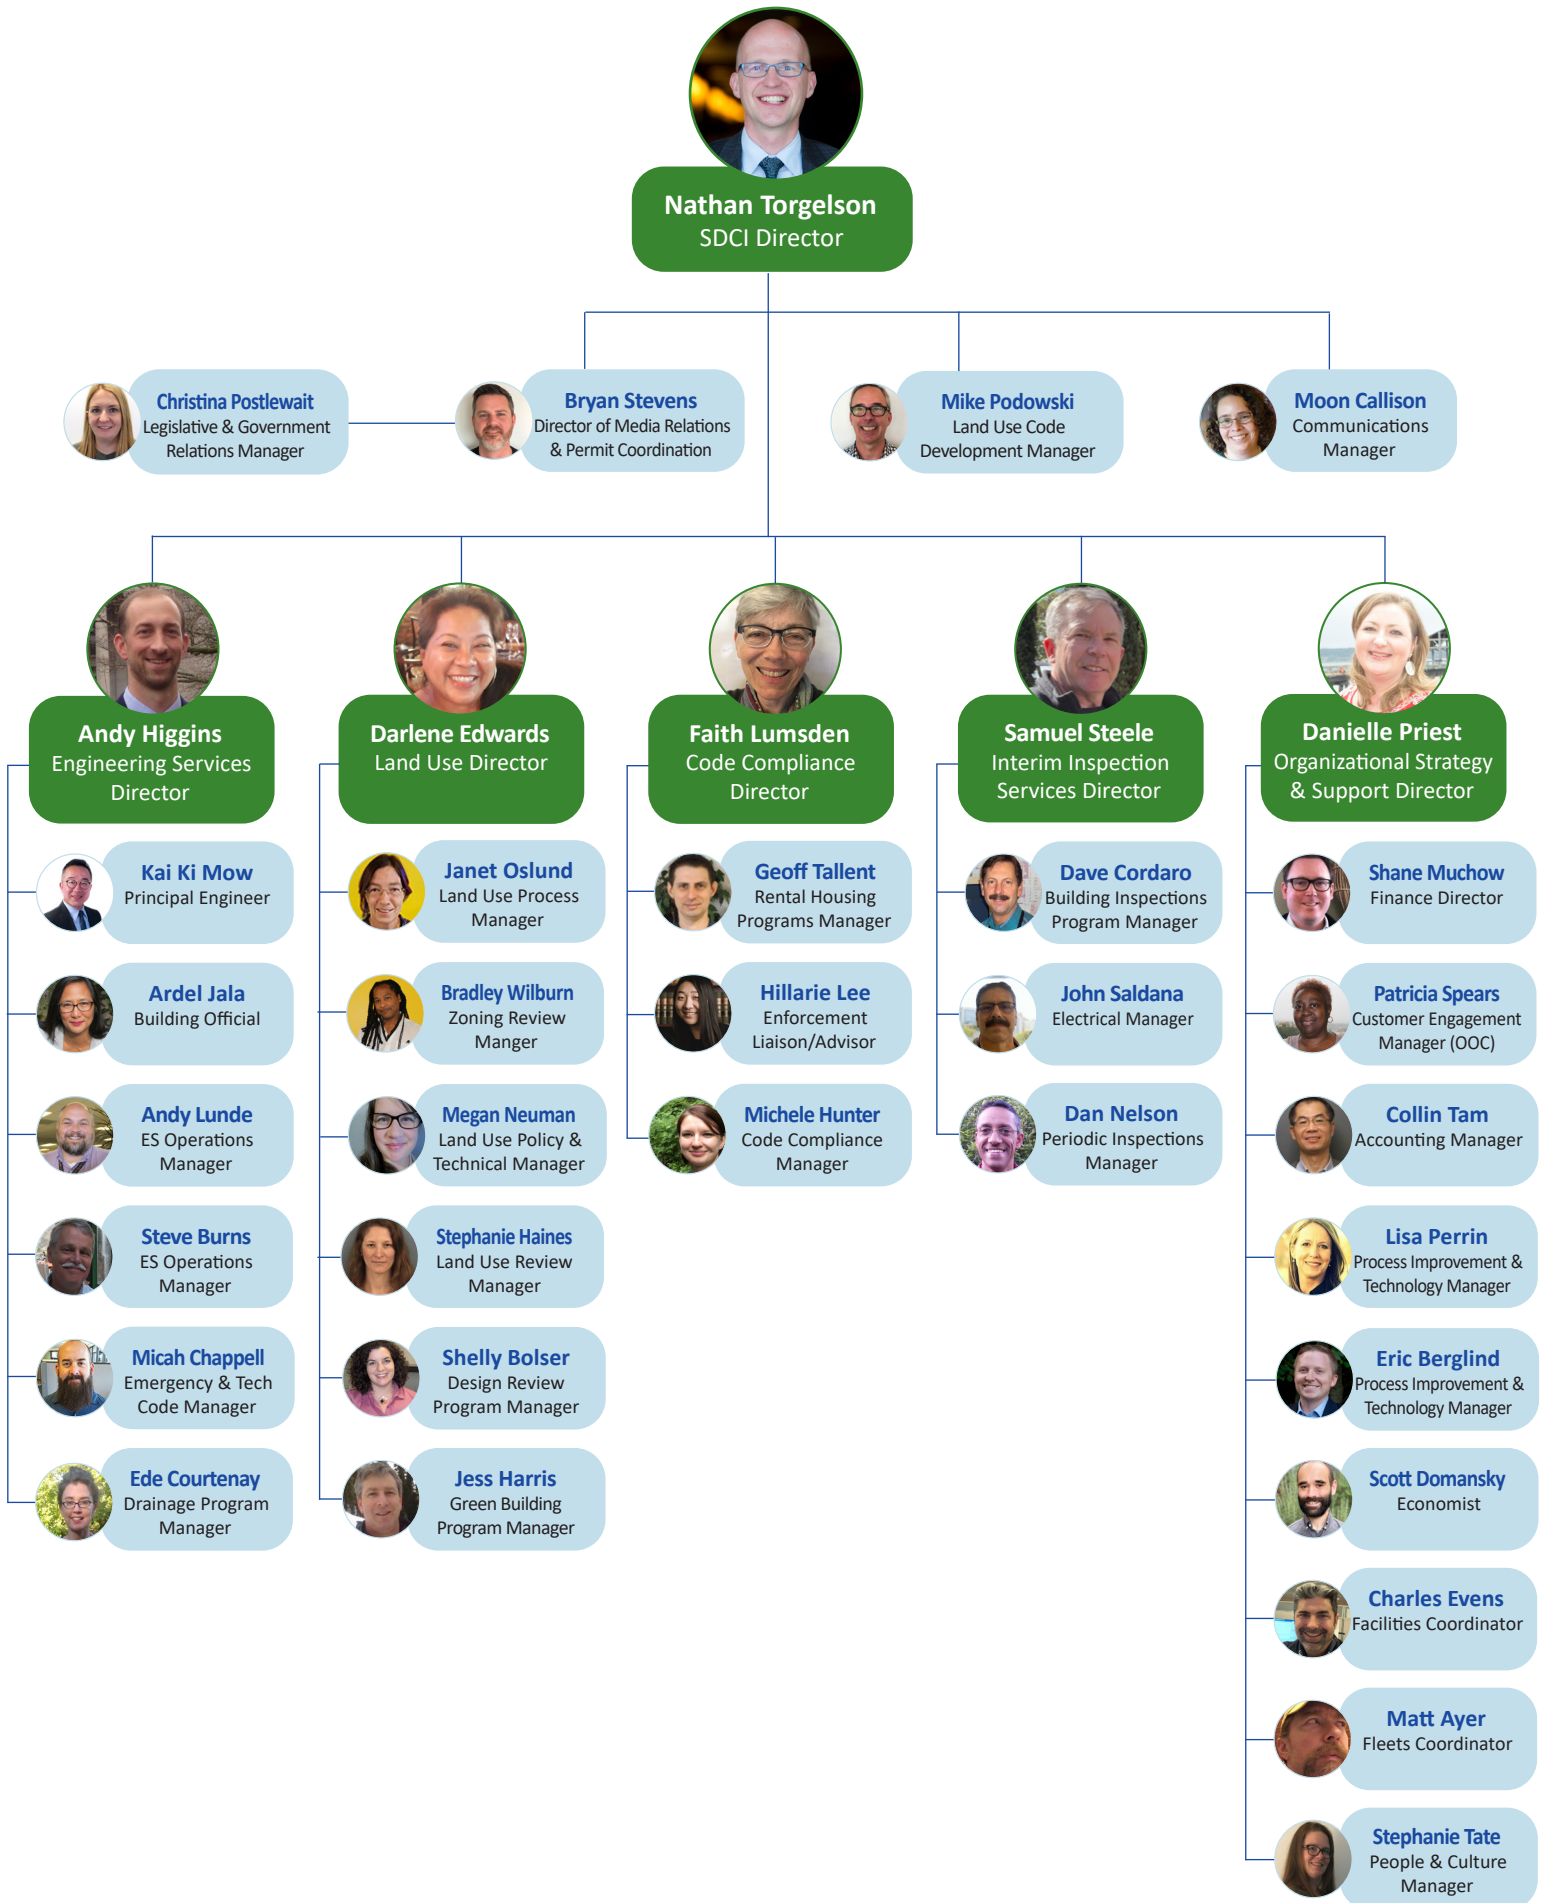 Nathan Torgelson
SDCI Director
Christina Postlewait
Legislative & Government
Relations Manager
Bryan Stevens
Director of Media Relations
& Permit Coordination
Mike Podowski
Land Use Code
Development Manager
Moon Callison
Communications
Manager
Andy Higgins
Engineering Services
Director
Darlene Edwards
Land Use Director
Faith Lumsden
Code Compliance
Director
Samuel Steele
Interim Inspection
Services Director
Danielle Priest
Organizational Strategy
& Support Director
Kai Ki Mow
Principal Engineer
Ardel Jala
Building Official
Andy Lunde
ES Operations
Manager
Steve Burns
ES Operations
Manager
Micah Chappell
Emergency & Tech
Code Manager
Ede Courtenay
Drainage Program
Manager
Janet Oslund
Land Use Process
Manager
Bradley Wilburn
Zoning Review
Manger
Megan Neuman
Land Use Policy &
Technical Manager
Stephanie Haines
Land Use Review
Manager
Shelly Bolser
Design Review
Program Manager
Jess Harris
Green Building
Program Manager
Geoff Tallent
Rental Housing
Programs Manager
Hillarie Lee
Enforcement
Liaison/Advisor
Michele Hunter
Code Compliance
Manager
Dave Cordaro
Building Inspections
Program Manager
John Saldana
Electrical Manager
Dan Nelson
Periodic Inspections
Manager
Shane Muchow
Finance Director
Patricia Spears
Customer Engagement
Manager (OOC)
Collin Tam
Accounting Manager
Lisa Perrin
Process Improvement &
Technology Manager
Eric Berglind
Process Improvement &
Technology Manager
Scott Domansky
Economist
Charles Evens
Facilities Coordinator
Matt Ayer
Fleets Coordinator
Stephanie Tate
People & Culture
Manager